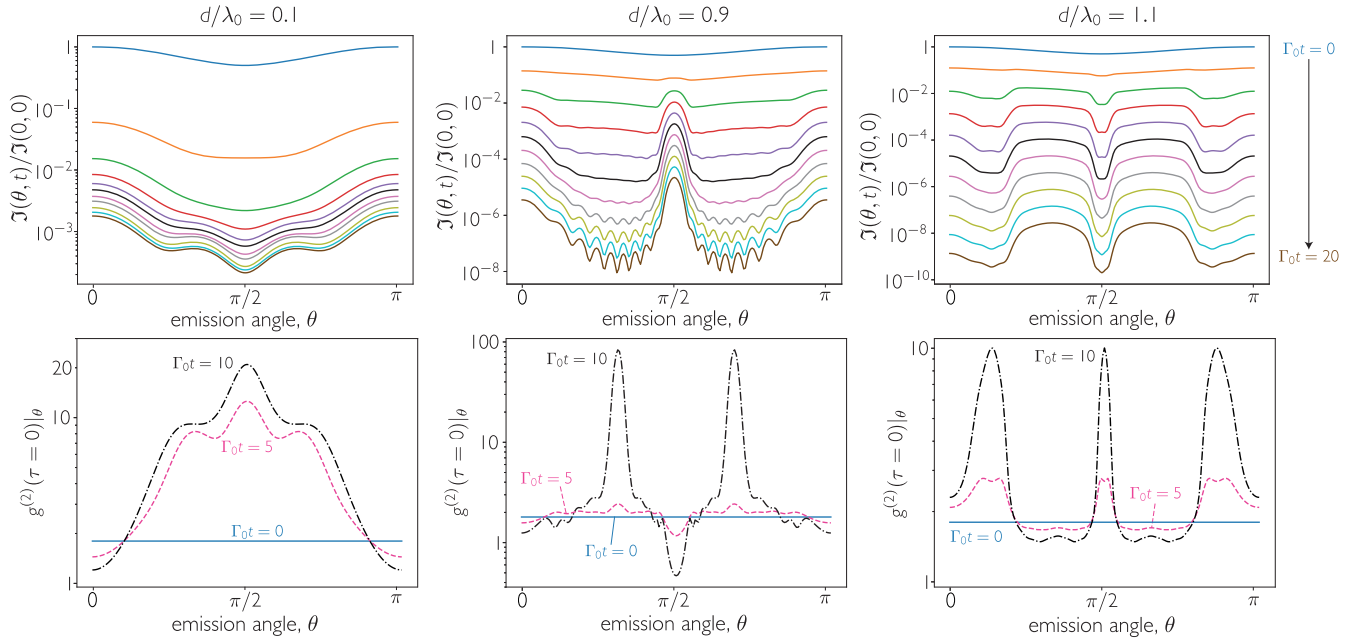 d/λ₀ = 0.1
d/λ₀ = 0.9
d/λ₀ = 1.1
ℑ(θ, t)/ℑ(0, 0)
1
10⁻¹
10⁻²
10⁻³
0
π/2
π
emission angle, θ
ℑ(θ, t)/ℑ(0, 0)
1
10⁻²
10⁻⁴
10⁻⁶
10⁻⁸
0
π/2
π
emission angle, θ
ℑ(θ, t)/ℑ(0, 0)
1
10⁻²
10⁻⁴
10⁻⁶
10⁻⁸
10⁻¹⁰
0
π/2
π
emission angle, θ
Γ₀t = 0
Γ₀t = 20
g⁽²⁾(τ = 0)|θ
20
10
1
Γ₀t = 10
Γ₀t = 5
Γ₀t = 0
0
π/2
π
emission angle, θ
g⁽²⁾(τ = 0)|θ
100
10
1
Γ₀t = 10
Γ₀t = 5
Γ₀t = 0
0
π/2
π
emission angle, θ
g⁽²⁾(τ = 0)|θ
10
1
Γ₀t = 10
Γ₀t = 5
Γ₀t = 0
0
π/2
π
emission angle, θ